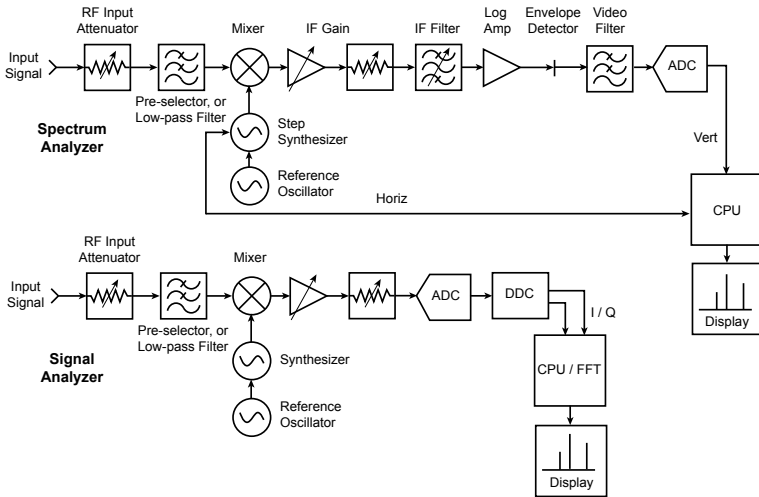 RF Input
Attenuator
Mixer
IF Gain
IF Filter
Log
Amp
Envelope
Detector
Video
Filter
Input
Signal
ADC
Pre-selector, or
Low-pass Filter
Step
Synthesizer
Spectrum
Analyzer
Vert
Reference
Oscillator
Horiz
CPU
RF Input
Attenuator
Mixer
Input
Signal
ADC
DDC
Display
I / Q
Pre-selector, or
Low-pass Filter
Signal
Analyzer
Synthesizer
CPU / FFT
Reference
Oscillator
Display